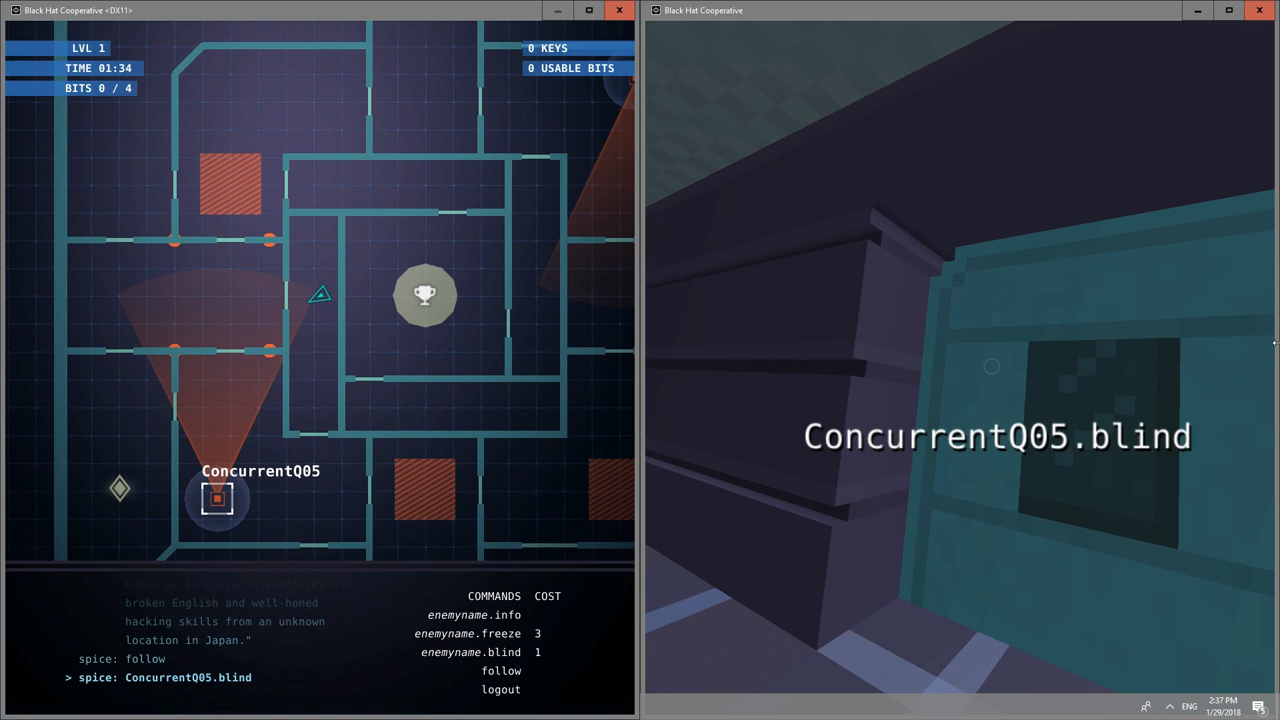 Black Hat Cooperative <DX11>
LVL 1
TIME 01:34
BITS 0 / 4
0 KEYS
0 USABLE BITS
ConcurrentQ05
broken English and well-honed
hacking skills from an unknown
location in Japan."
spice: follow
> spice: ConcurrentQ05.blind
COMMANDS COST
enemyname.info
enemyname.freeze 3
enemyname.blind 1
follow
logout
Black Hat Cooperative
ConcurrentQ05.blind
ENG
2:37 PM
1/29/2018